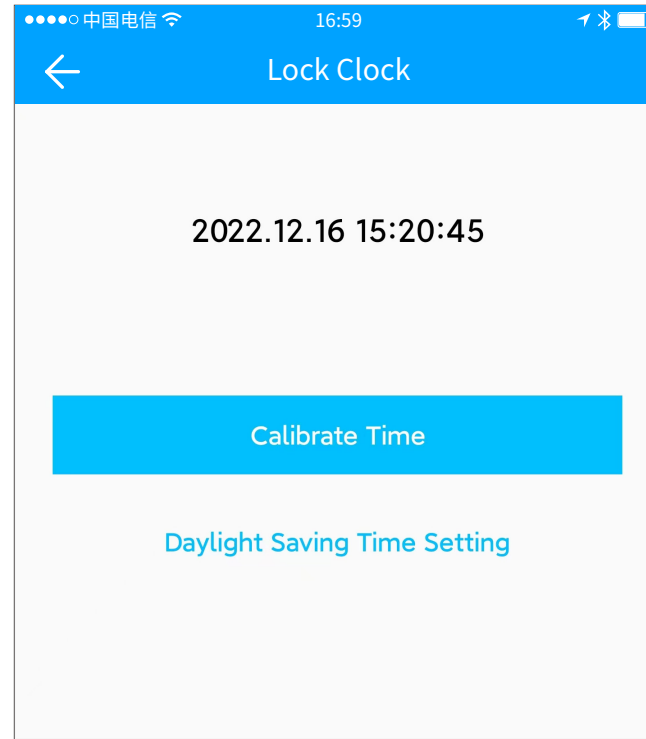 中国电信 16:59
Lock Clock
2022.12.16 15:20:45
Calibrate Time
Daylight Saving Time Setting